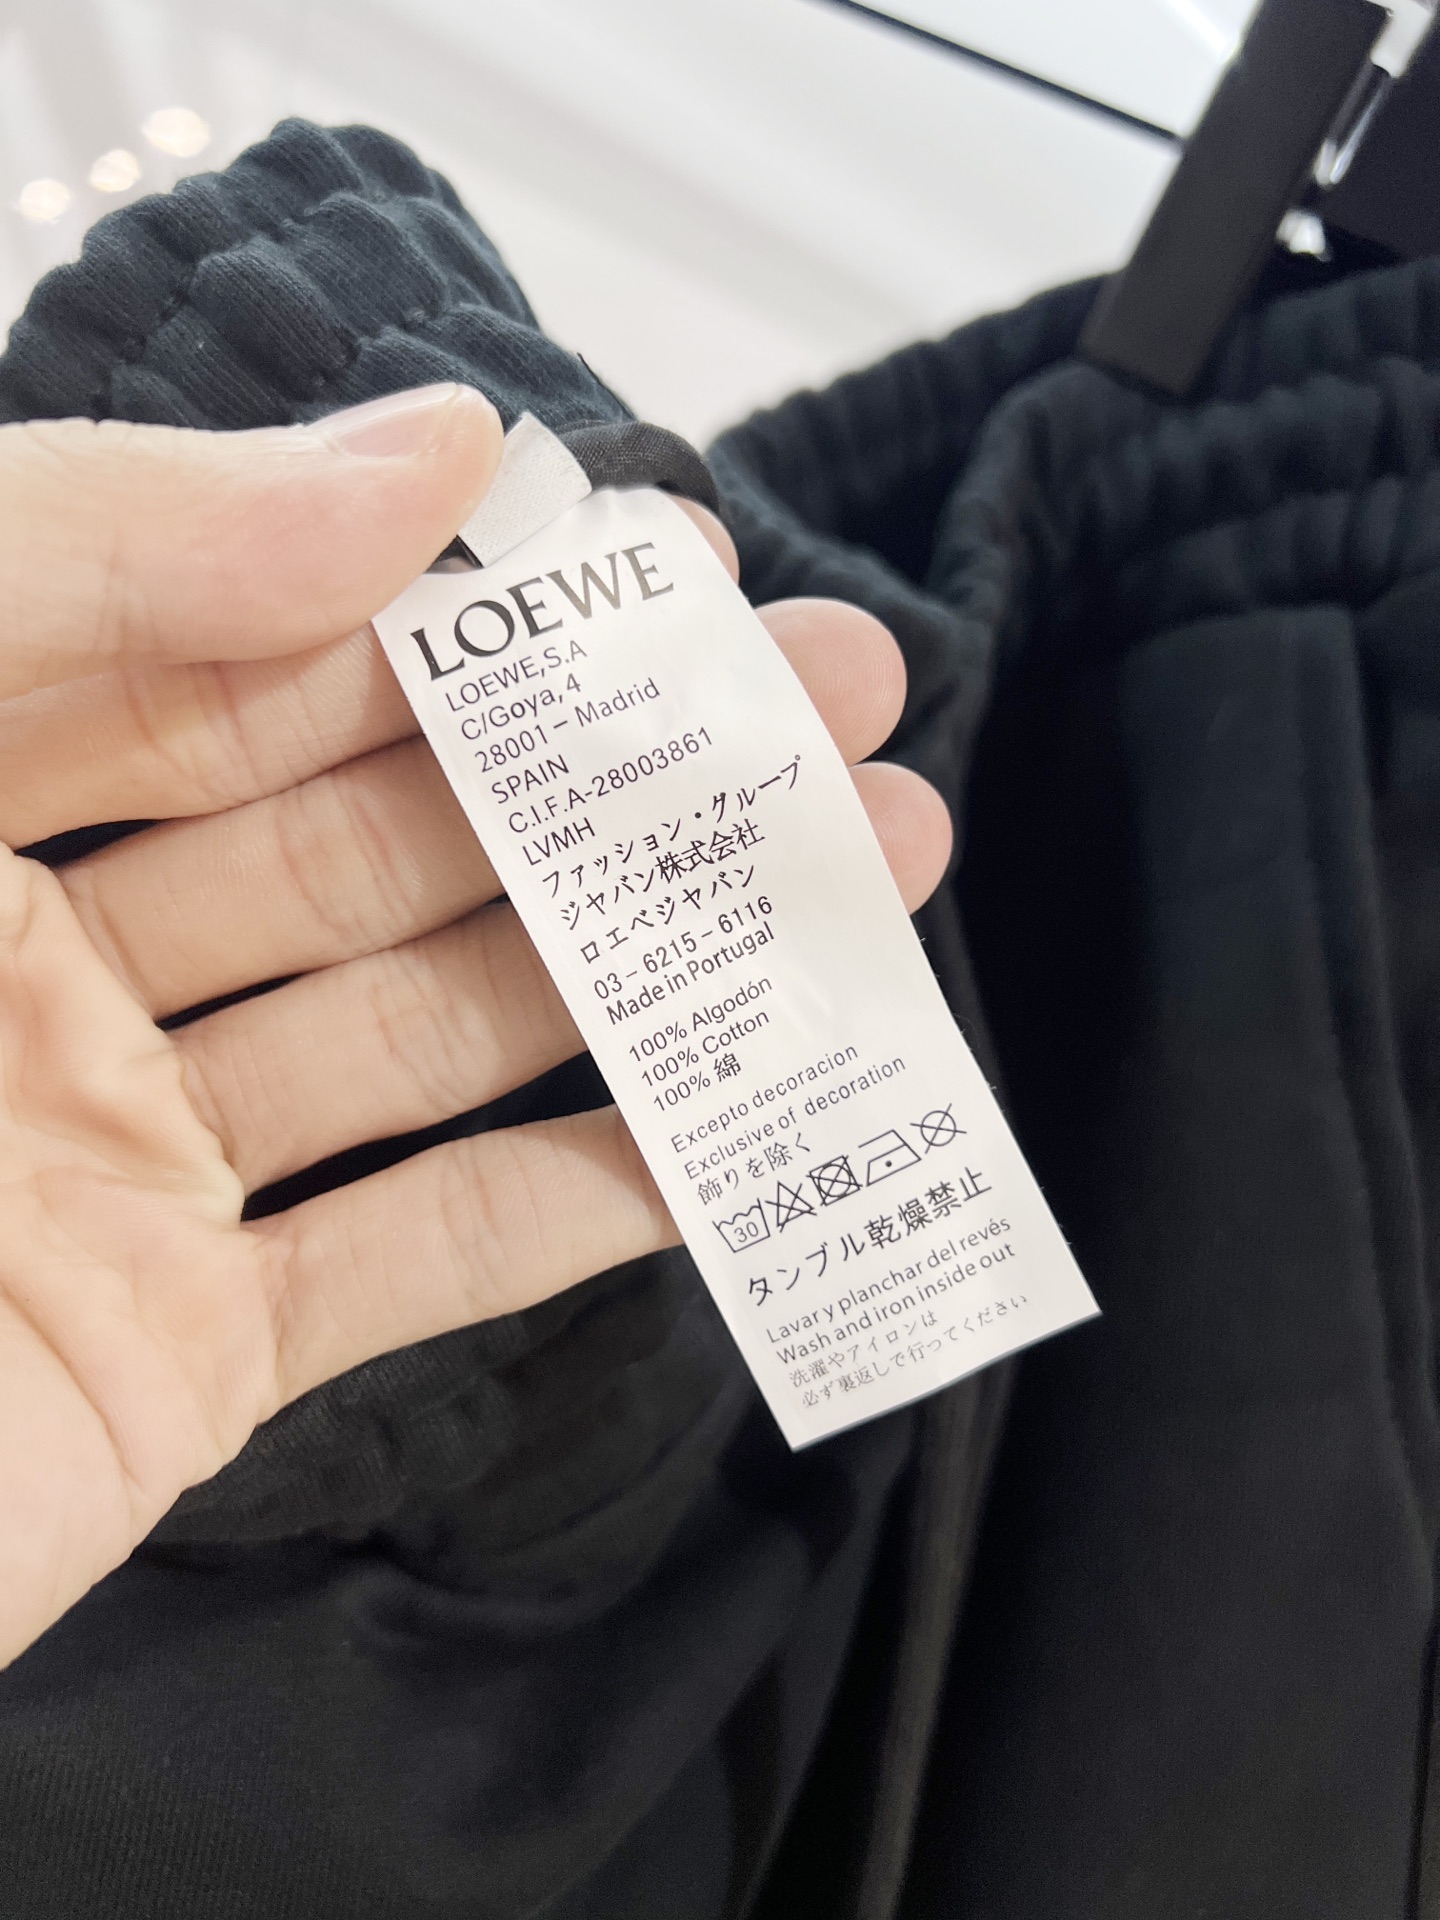 LOEWE
LOEWE,S.A
C/Goya,4
28001 – Madrid
SPAIN
C.I.F.A-28003861
LVMH
ファッション・グループ
ジャバン株式会社
ロエベジャバン
03 – 6215 – 6116
Made in Portugal
100% Algodón
100% Cotton
100% 綿
Excepto decoracion
Exclusive of decoration
飾りを除く
30
タンブル乾燥禁止
Lavar y planchar del revés
Wash and iron inside out
洗濯やアイロンは
必ず裏返しで行ってください